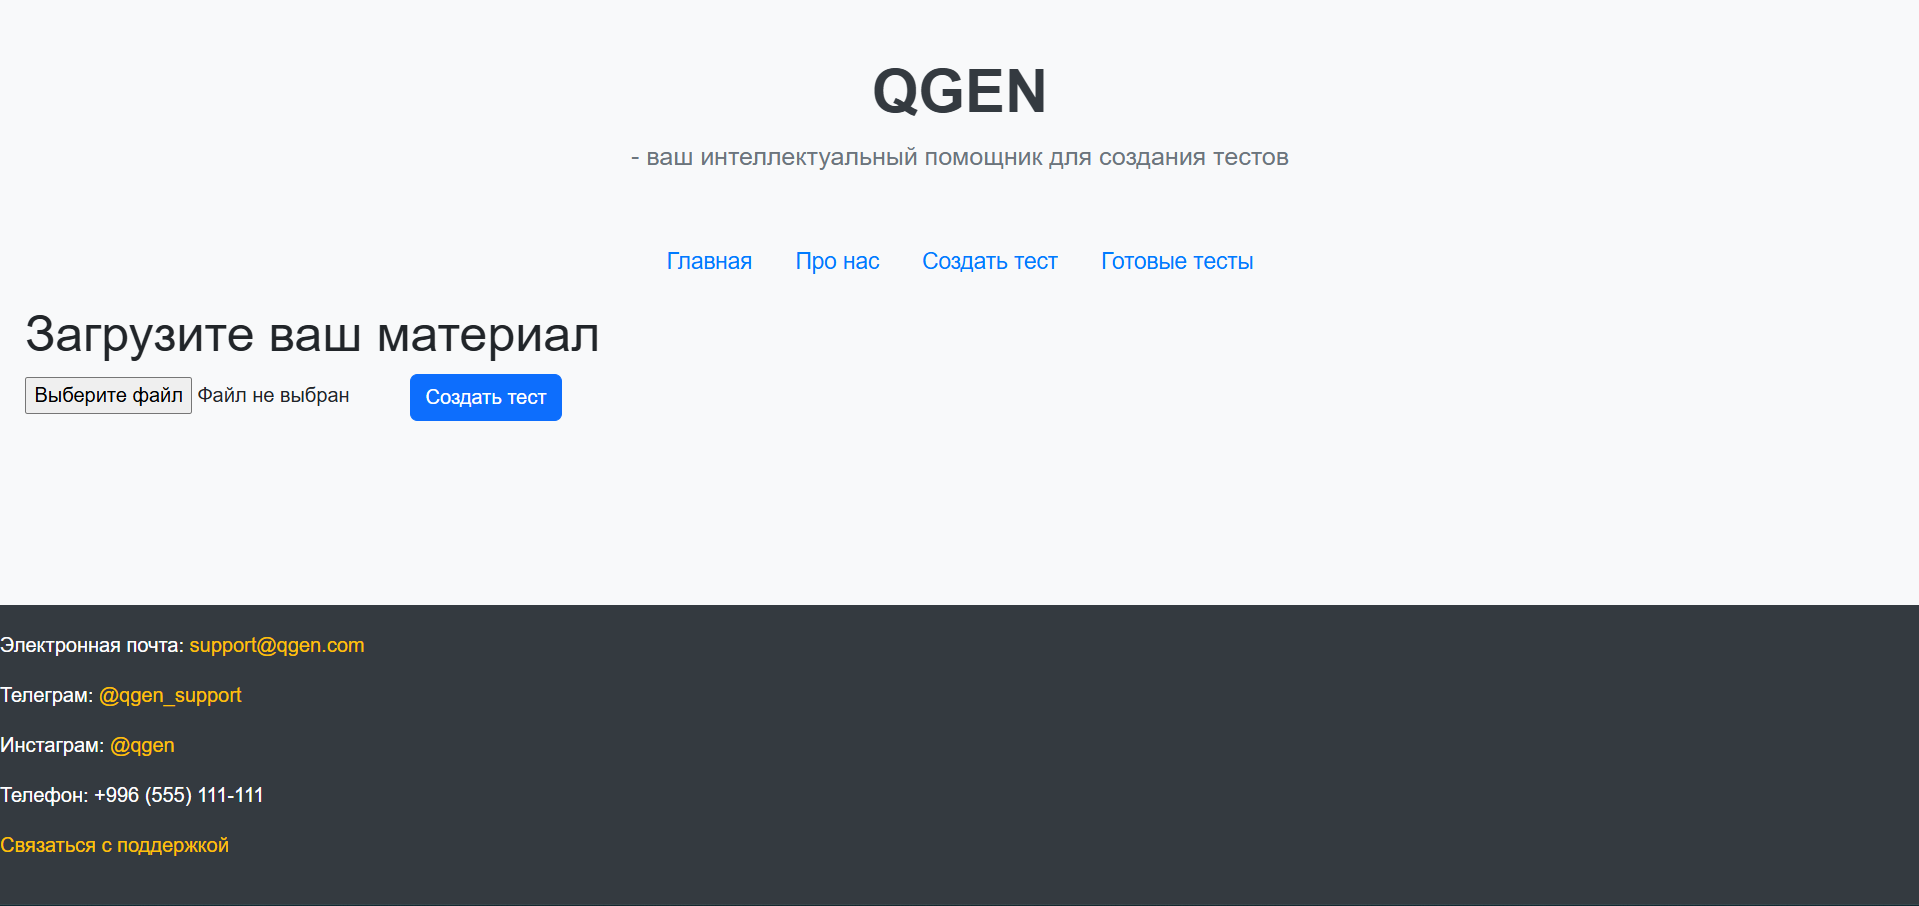 QGEN
- ваш интеллектуальный помощник для создания тестов
Главная Про нас Создать тест Готовые тесты
Загрузите ваш материал
Выберите файл Файл не выбран Создать тест
Электронная почта: support@qgen.com
Телеграм: @qgen_support
Инстаграм: @qgen
Телефон: +996 (555) 111-111
Связаться с поддержкой